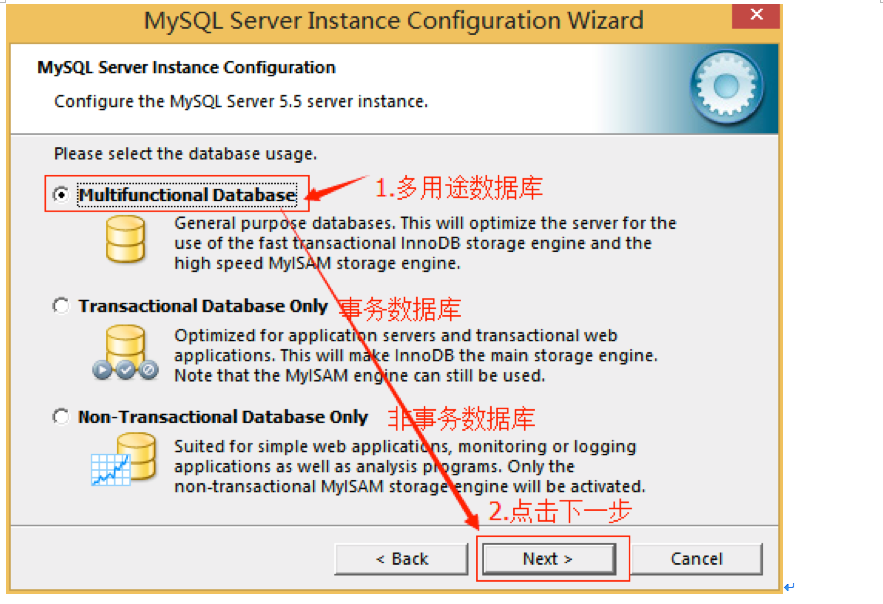 MySQL Server Instance Configuration Wizard
MySQL Server Instance Configuration
Configure the MySQL Server 5.5 server instance.
Please select the database usage.
Multifunctional Database
1.多用途数据库
General purpose databases. This will optimize the server for the
use of the fast transactional InnoDB storage engine and the
high speed MyISAM storage engine.
Transactional Database Only
事务数据库
Optimized for application servers and transactional web
applications. This will make InnoDB the main storage engine.
Note that the MyISAM engine can still be used.
Non-Transactional Database Only
非事务数据库
Suited for simple web applications, monitoring or logging
applications as well as analysis programs. Only the
non-transactional MyISAM storage engine will be activated.
2.点击下一步
< Back
Next >
Cancel